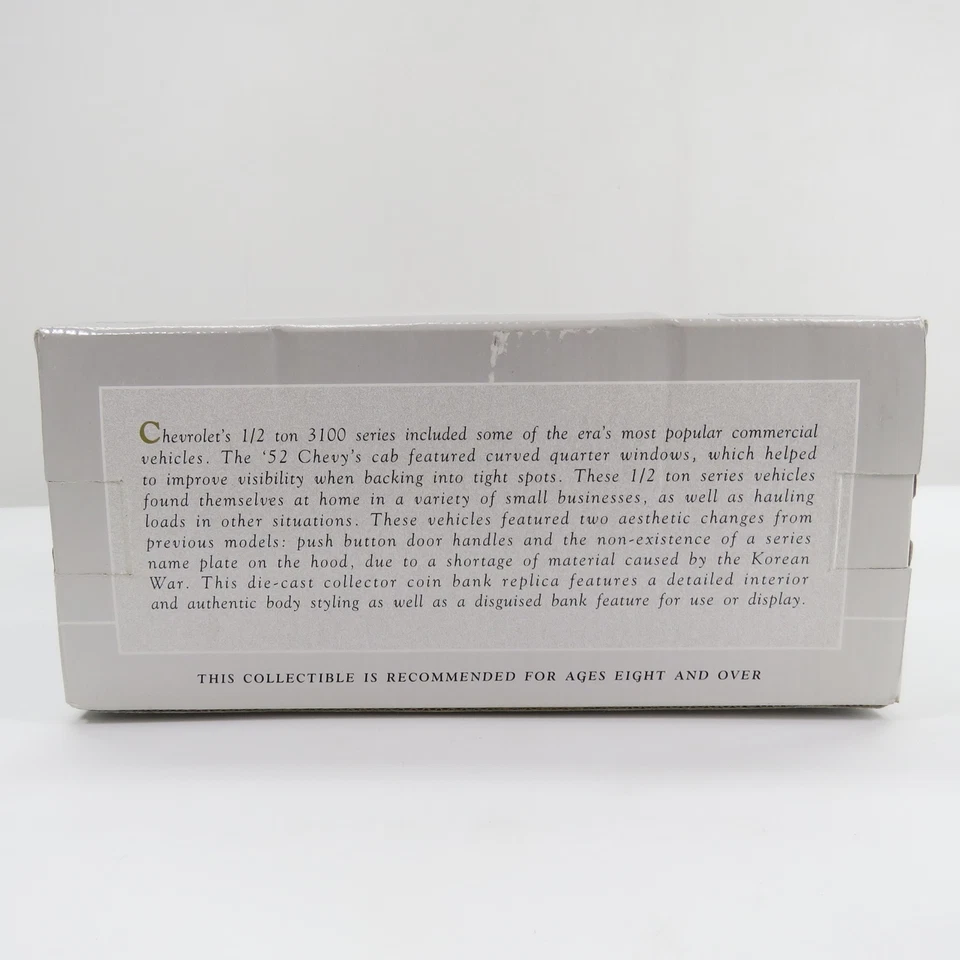 Chevrolet's 1/2 ton 3100 series included some of the era's most popular commercial
vehicles. The '52 Chevy's cab featured curved quarter windows, which helped
to improve visibility when backing into tight spots. These 1/2 ton series vehicles
found themselves at home in a variety of small businesses, as well as hauling
loads in other situations. These vehicles featured two aesthetic changes from
previous models: push button door handles and the non-existence of a series
name plate on the hood, due to a shortage of material caused by the Korean
War. This die-cast collector coin bank replica features a detailed interior
and authentic body styling as well as a disguised bank feature for use or display.
THIS COLLECTIBLE IS RECOMMENDED FOR AGES EIGHT AND OVER